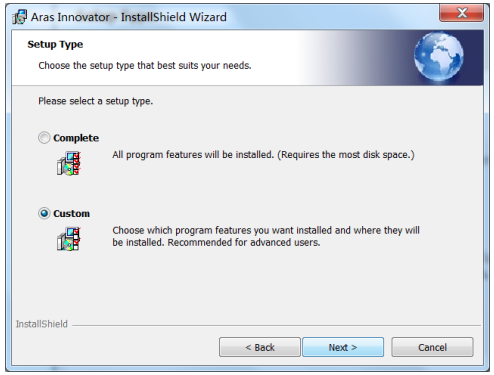 Aras Innovator - InstallShield Wizard
Setup Type
Choose the setup type that best suits your needs.
Please select a setup type.
Complete
All program features will be installed. (Requires the most disk space.)
Custom
Choose which program features you want installed and where they will
be installed. Recommended for advanced users.
InstallShield
< Back
Next >
Cancel